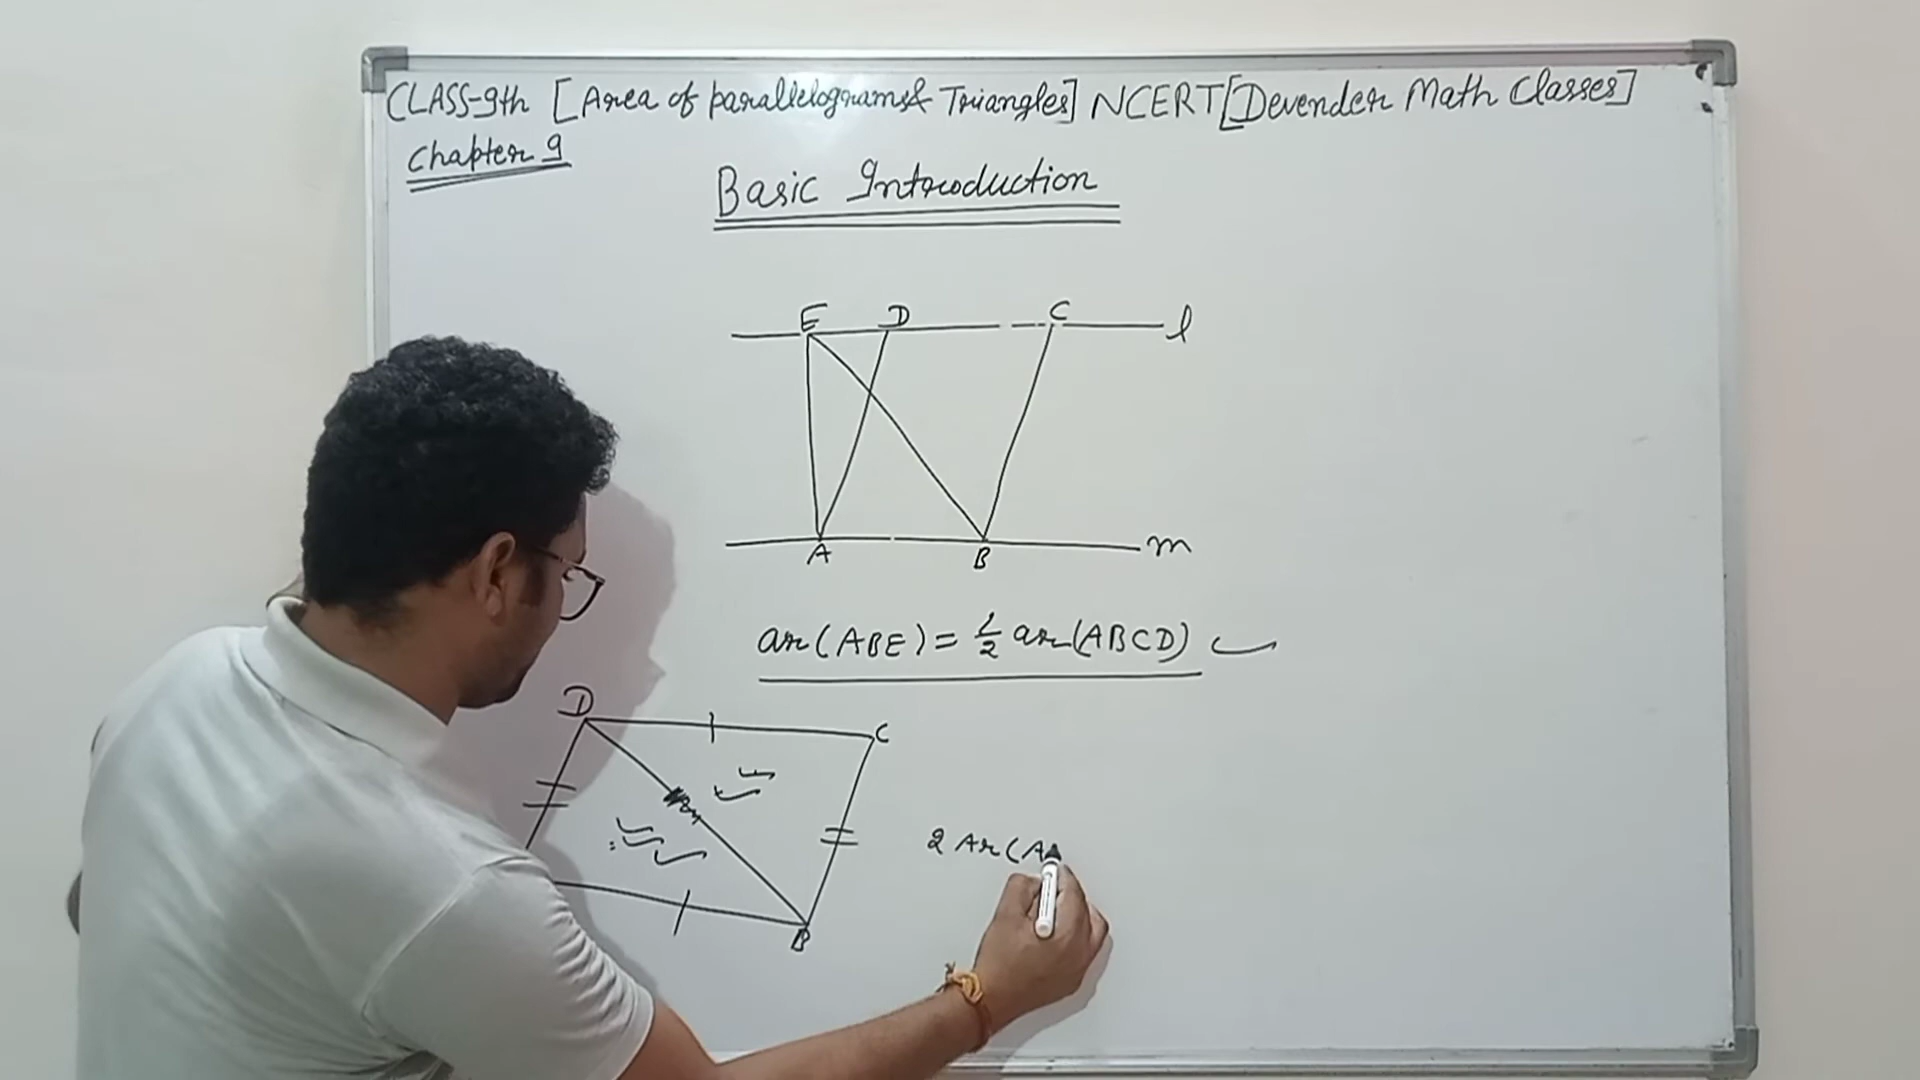 CLASS-9th [Area of parallelograms & Triangles] NCERT [Devender Math Classes]
Chapter 9
Basic Introduction
E D C l
A B m
ar(ABE) = 1/2 ar(ABCD)
D C
B
2 Ar(A